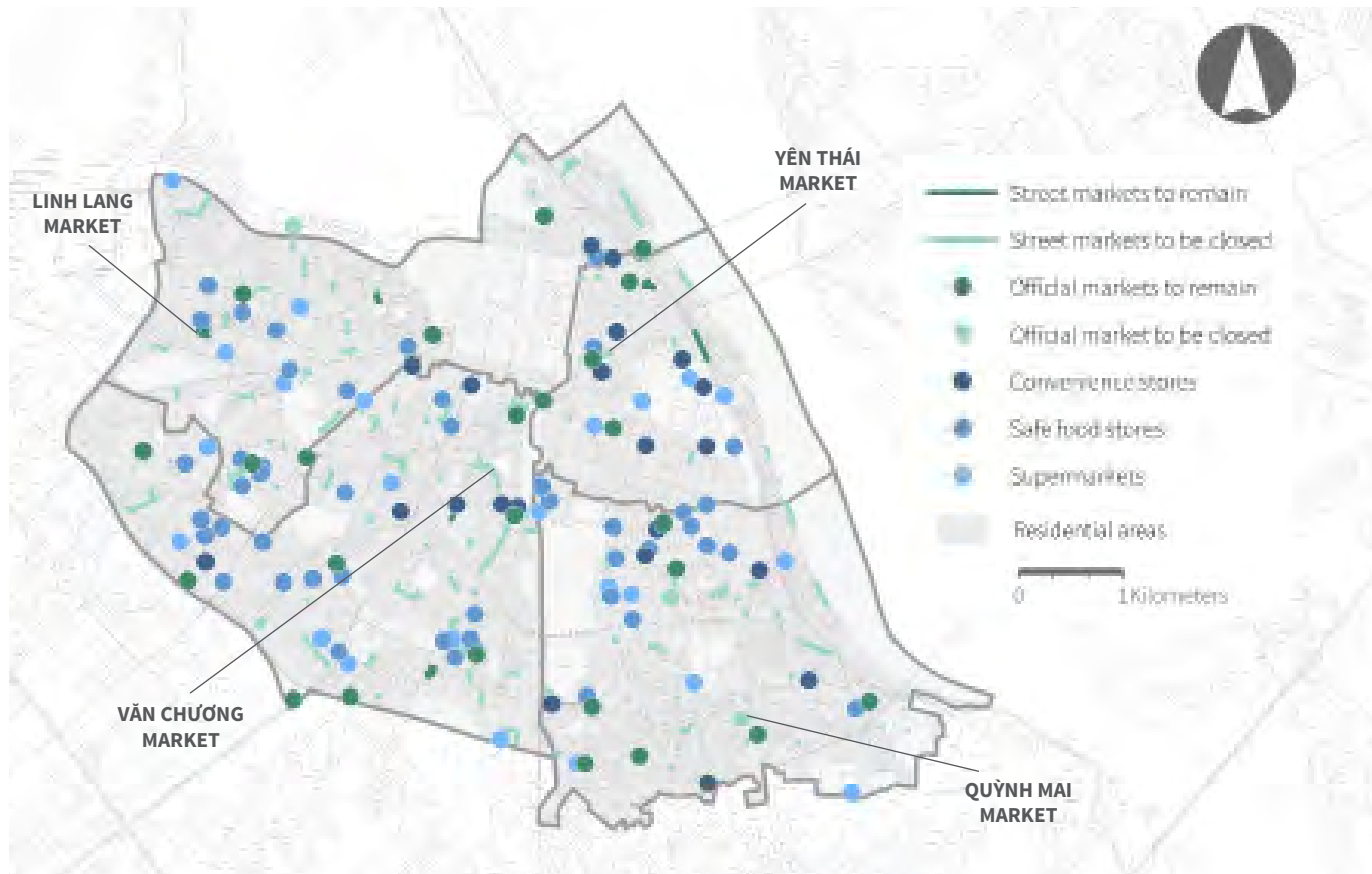 YÊN THÁI
MARKET
LINH LANG
MARKET
Street markets to remain
Street markets to be closed
Official markets to remain
Official market to be closed
Convenience stores
Safe food stores
Supermarkets
Residential areas
0 1 Kilometers
VĂN CHƯƠNG
MARKET
QUỲNH MAI
MARKET